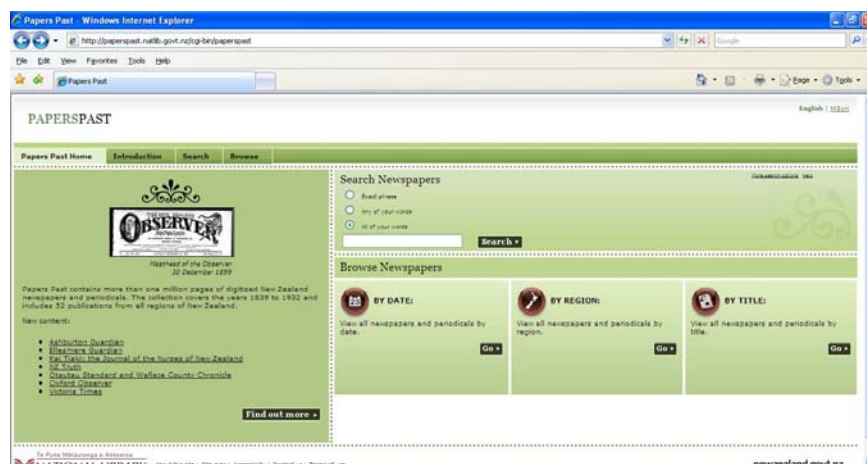 Papers Past - Windows Internet Explorer
http://paperspast.natlib.govt.nz/cgi-bin/paperspast
Google
File Edit View Favorites Tools Help
Papers Past
Page Tools
English | Māori
PAPERSPAST
Papers Past Home Introduction Search Browse
OBSERVER
Masthead of the Observer
30 December 1899
Papers Past contains more than one million pages of digitised New Zealand
newspapers and periodicals. The collection covers the years 1839 to 1932 and
includes 52 publications from all regions of New Zealand.
New content:
Ashburton Guardian
Ellesmere Guardian
Kai Tiaki: the Journal of the Nurses of New Zealand
NZ Truth
Otautau Standard and Wallace County Chronicle
Oxford Observer
Victoria Times
Find out more
Search Newspapers
More search options Help
Exact phrase
Any of your words
All of your words
Search
Browse Newspapers
BY DATE:
View all newspapers and periodicals by
date.
Go
BY REGION:
View all newspapers and periodicals by
region.
Go
BY TITLE:
View all newspapers and periodicals by
title.
Go
Te Puna Mātauranga o Aotearoa
NATIONAL LIBRARY
newzealand.govt.nz